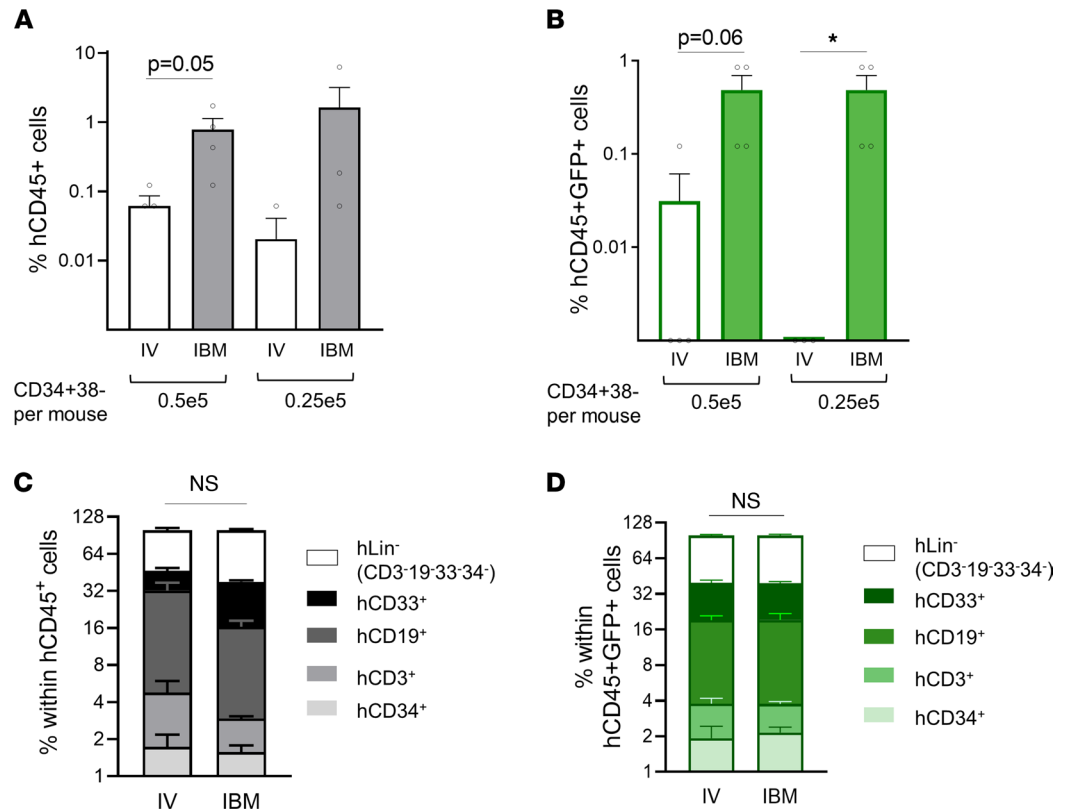 A
% hCD45+ cells
10
1
0.1
0.01
p=0.05
IV IBM IV IBM
CD34+38-
per mouse
0.5e5 0.25e5
B
% hCD45+GFP+ cells
1
0.1
0.01
p=0.06 *
IV IBM IV IBM
CD34+38-
per mouse
0.5e5 0.25e5
C
% within hCD45⁺ cells
128
64
32
16
8
4
2
1
NS
IV IBM
hLin⁻
(CD3⁻19⁻33⁻34⁻)
hCD33⁺
hCD19⁺
hCD3⁺
hCD34⁺
D
% within
hCD45+GFP+ cells
128
64
32
16
8
4
2
1
NS
IV IBM
hLin⁻
(CD3⁻19⁻33⁻34⁻)
hCD33⁺
hCD19⁺
hCD3⁺
hCD34⁺